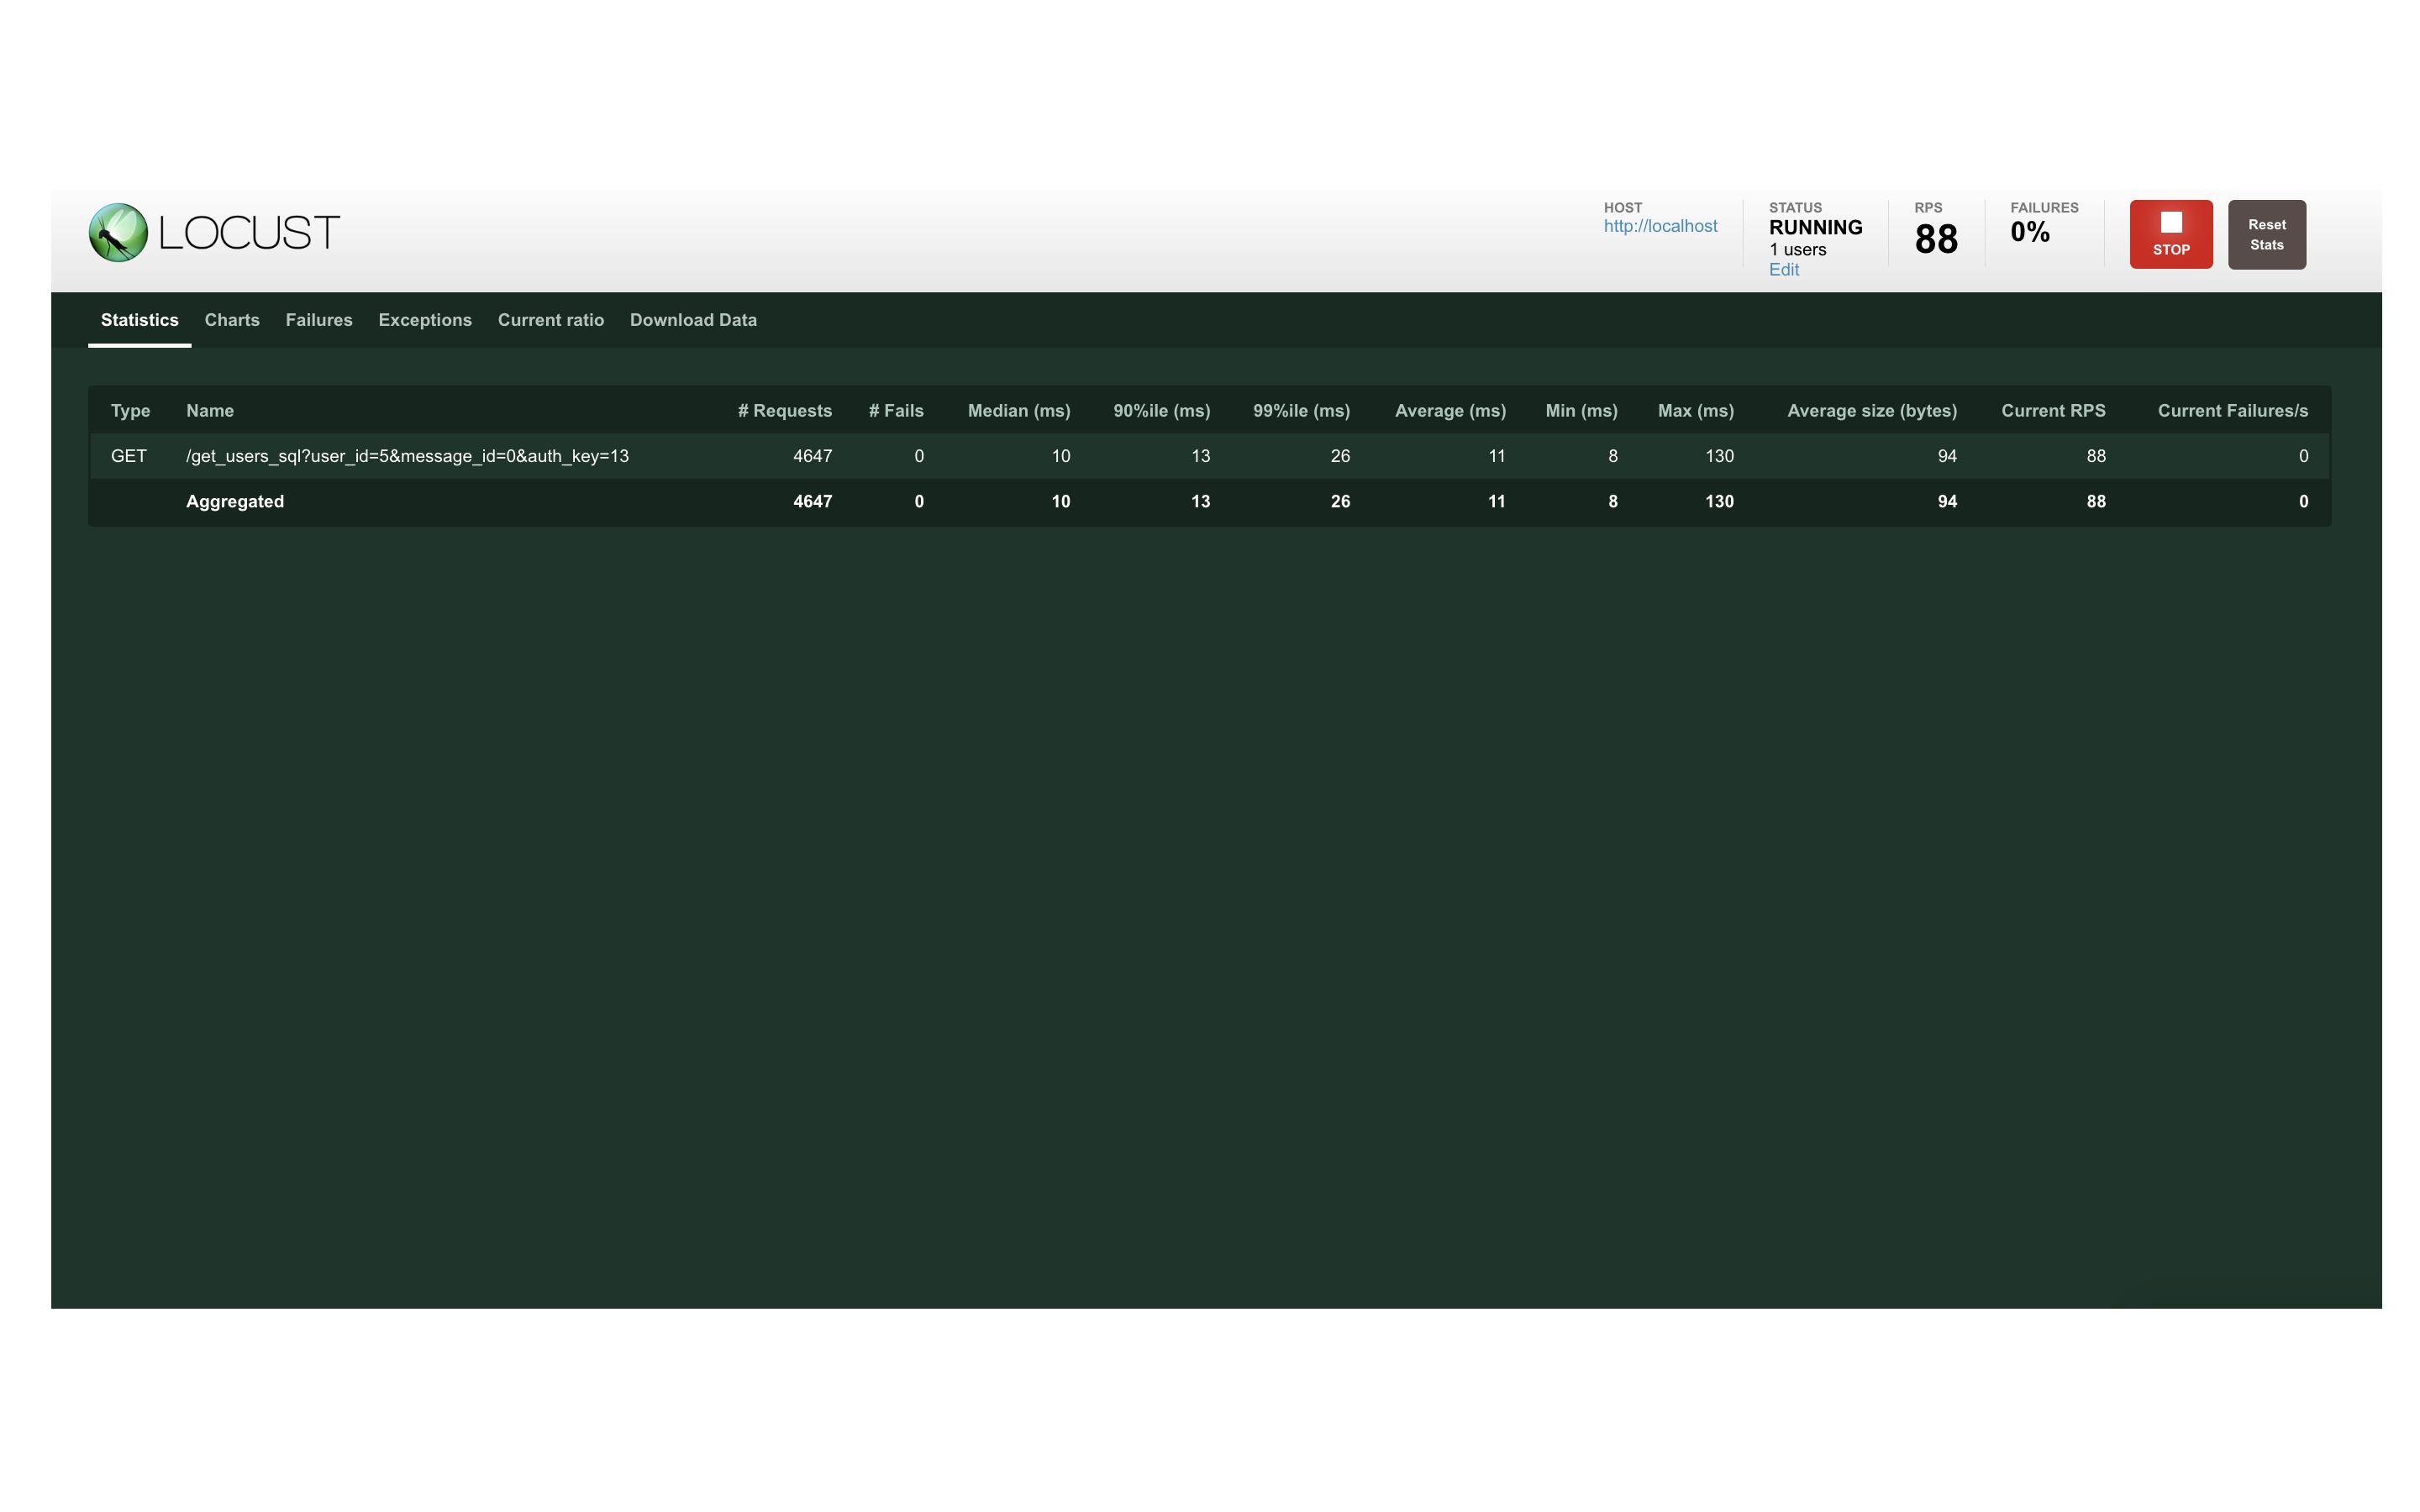 LOCUST
HOST
http://localhost
STATUS
RUNNING
1 users
Edit
RPS
88
FAILURES
0%
STOP
Reset
Stats
Statistics Charts Failures Exceptions Current ratio Download Data
Type Name # Requests # Fails Median (ms) 90%ile (ms) 99%ile (ms) Average (ms) Min (ms) Max (ms) Average size (bytes) Current RPS Current Failures/s
GET /get_users_sql?user_id=5&message_id=0&auth_key=13 4647 0 10 13 26 11 8 130 94 88 0
Aggregated 4647 0 10 13 26 11 8 130 94 88 0